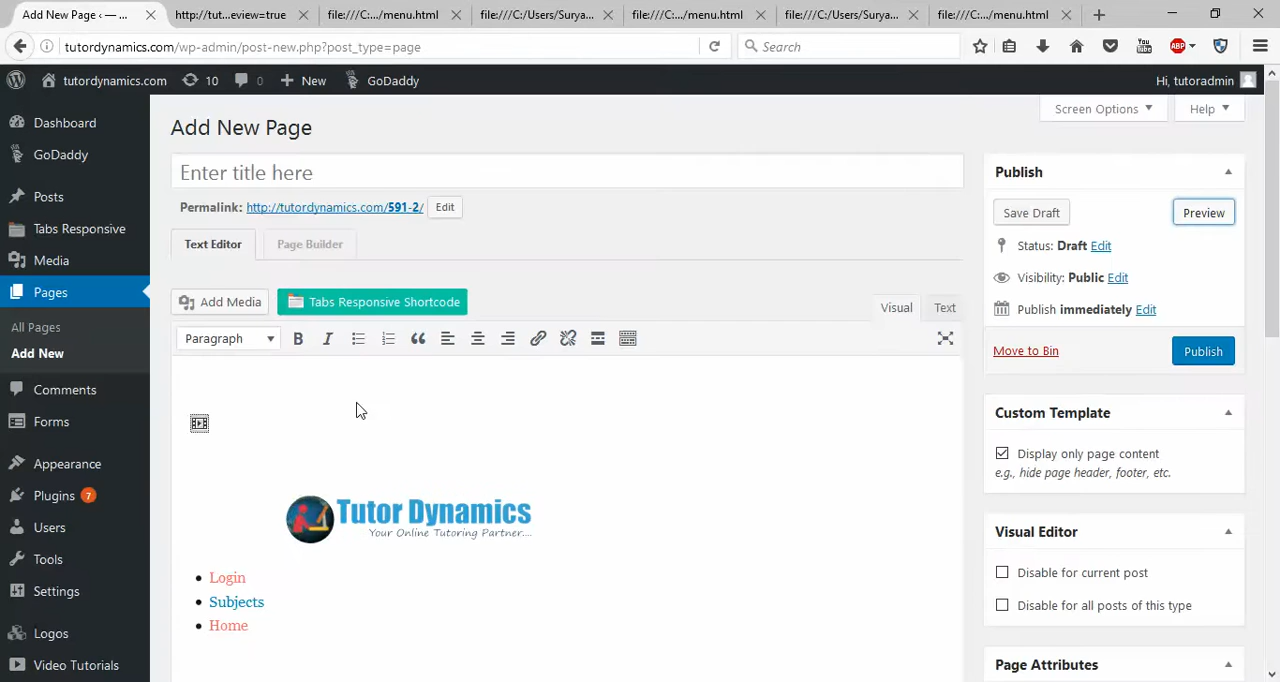 Add New Page ‹ —
http://tut...eview=true
file:///C:.../menu.html
file:///C:/Users/Surya...
file:///C:.../menu.html
file:///C:/Users/Surya...
file:///C:.../menu.html
tutordynamics.com/wp-admin/post-new.php?post_type=page
Search
You Tube
ABP
tutordynamics.com 10 0 New GoDaddy
Hi, tutoradmin
Dashboard
GoDaddy
Posts
Tabs Responsive
Media
Pages
All Pages
Add New
Comments
Forms
Appearance
Plugins 7
Users
Tools
Settings
Logos
Video Tutorials
Screen Options
Help
Add New Page
Enter title here
Permalink: http://tutordynamics.com/591-2/ Edit
Text Editor Page Builder
Add Media Tabs Responsive Shortcode
Visual Text
Paragraph B I
Tutor Dynamics
Your Online Tutoring Partner....
Login
Subjects
Home
Publish
Save Draft Preview
Status: Draft Edit
Visibility: Public Edit
Publish immediately Edit
Move to Bin Publish
Custom Template
Display only page content
e.g., hide page header, footer, etc.
Visual Editor
Disable for current post
Disable for all posts of this type
Page Attributes